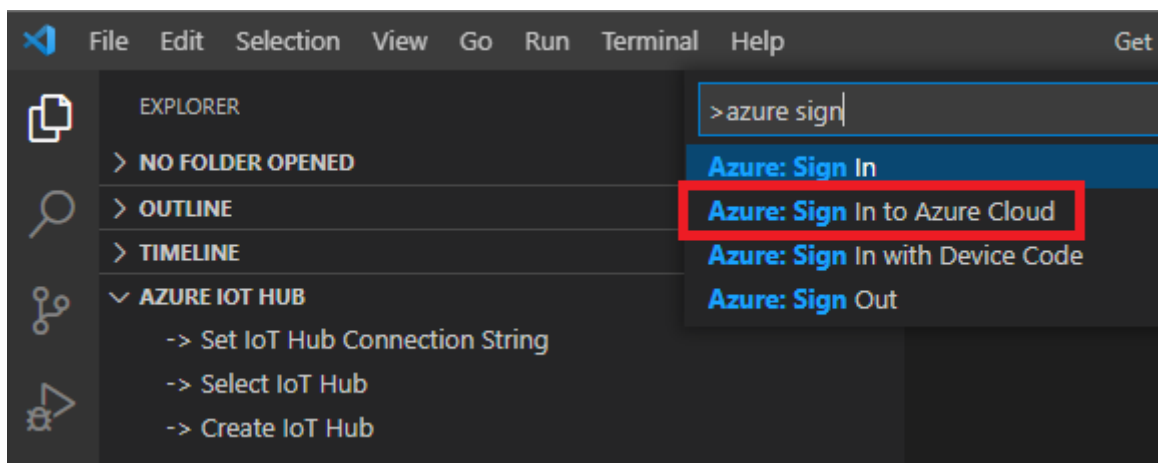 File Edit Selection View Go Run Terminal Help Get
EXPLORER
NO FOLDER OPENED
OUTLINE
TIMELINE
AZURE IOT HUB
-> Set IoT Hub Connection String
-> Select IoT Hub
-> Create IoT Hub
>azure sign
Azure: Sign In
Azure: Sign In to Azure Cloud
Azure: Sign In with Device Code
Azure: Sign Out